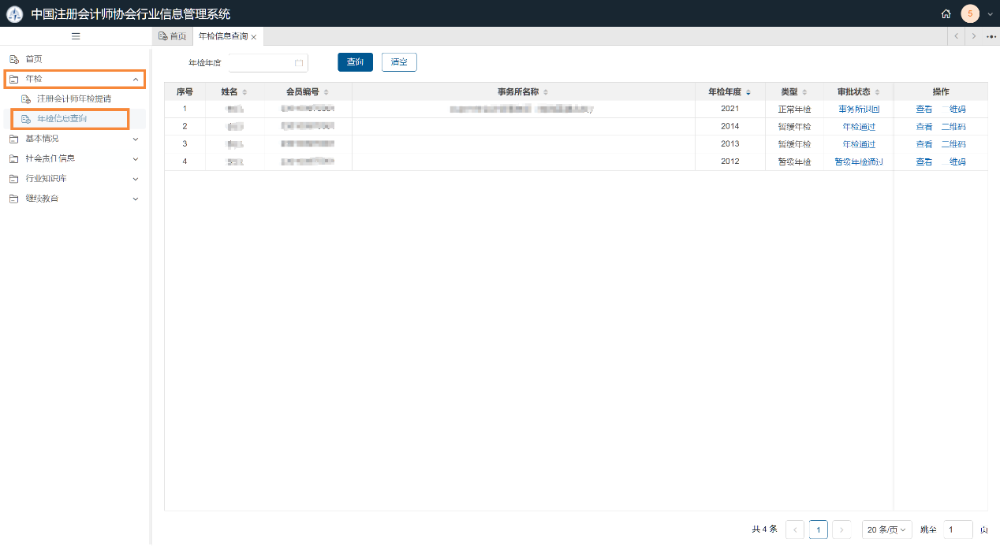 中国注册会计师协会行业信息管理系统
5
首页
年检信息查询
首页
年检
注册会计师年检提请
年检信息查询
基本情况
社会责任信息
行业知识库
继续教育
年检年度
查询
清空
序号 姓名 会员编号 事务所名称 年检年度 类型 审批状态 操作
1 2021 正常年检 事务所退回 查看 二维码
2 2014 暂缓年检 年检通过 查看 二维码
3 2013 暂缓年检 年检通过 查看 二维码
4 2012 暂缓年检 暂缓年检通过 查看 二维码
共 4 条 1 20 条/页 跳至 1 页